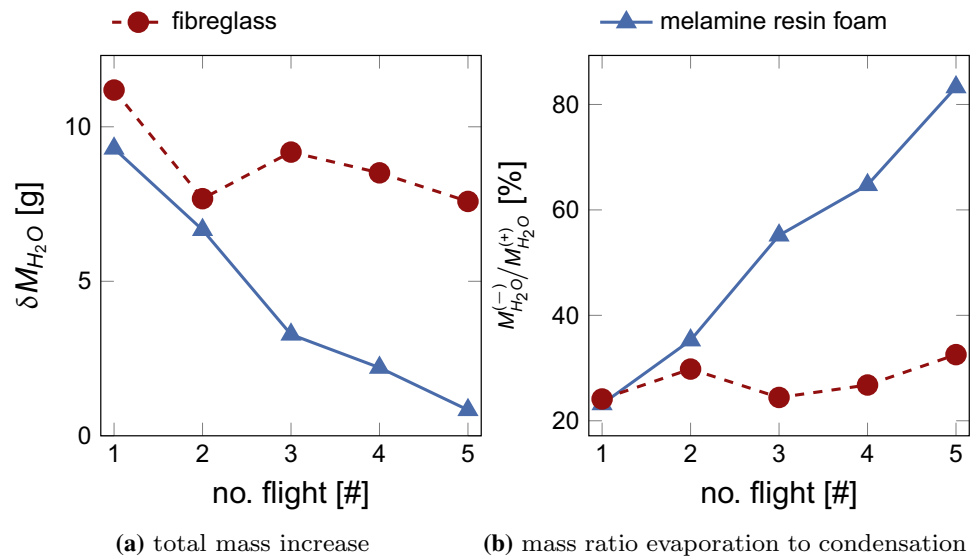 fibreglass
melamine resin foam
10
5
0
1 2 3 4 5
δM_{H_2O} [g]
no. flight [#]
80
60
40
20
1 2 3 4 5
M^{(−)}_{H_2O}/M^{(+)}_{H_2O} [%]
no. flight [#]
(a) total mass increase
(b) mass ratio evaporation to condensation